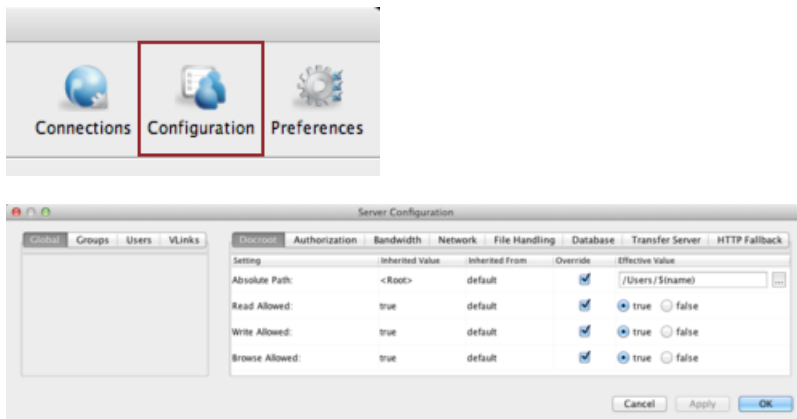 Connections Configuration Preferences
Server Configuration
Global Groups Users VLinks Docroot Authorization Bandwidth Network File Handling Database Transfer Server HTTP Fallback
Setting Inherited Value Inherited From Override Effective Value
Absolute Path: <Root> default /Users/$(name) ...
Read Allowed: true default true false
Write Allowed: true default true false
Browse Allowed: true default true false
Cancel Apply OK